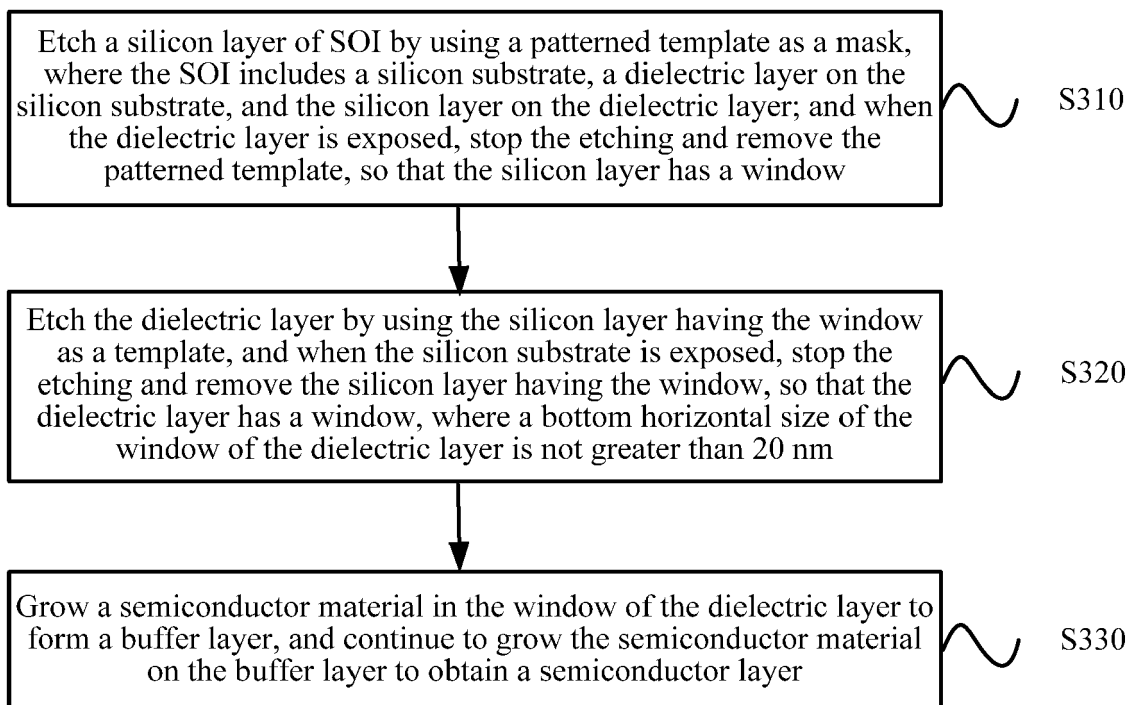 Etch a silicon layer of SOI by using a patterned template as a mask,
where the SOI includes a silicon substrate, a dielectric layer on the
silicon substrate, and the silicon layer on the dielectric layer; and when
the dielectric layer is exposed, stop the etching and remove the
patterned template, so that the silicon layer has a window
S310
Etch the dielectric layer by using the silicon layer having the window
as a template, and when the silicon substrate is exposed, stop the
etching and remove the silicon layer having the window, so that the
dielectric layer has a window, where a bottom horizontal size of the
window of the dielectric layer is not greater than 20 nm
S320
Grow a semiconductor material in the window of the dielectric layer to
form a buffer layer, and continue to grow the semiconductor material
on the buffer layer to obtain a semiconductor layer
S330